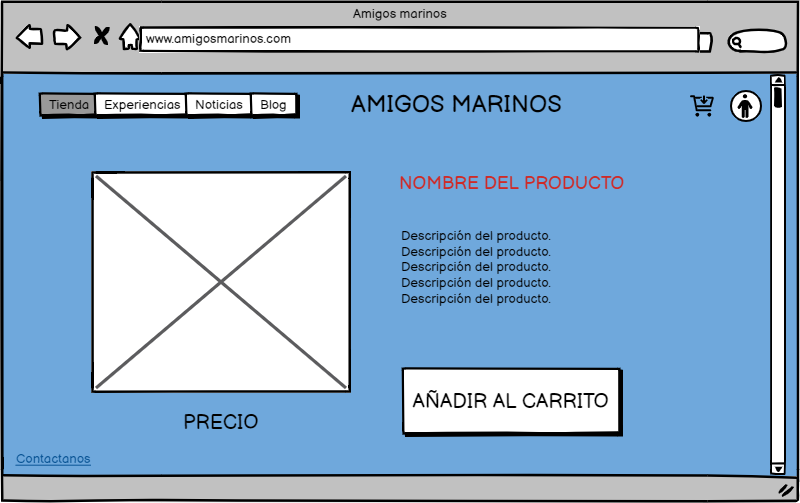 Amigos marinos
www.amigosmarinos.com
Tienda Experiencias Noticias Blog
AMIGOS MARINOS
NOMBRE DEL PRODUCTO
Descripción del producto.
Descripción del producto.
Descripción del producto.
Descripción del producto.
Descripción del producto.
AÑADIR AL CARRITO
PRECIO
Contactanos